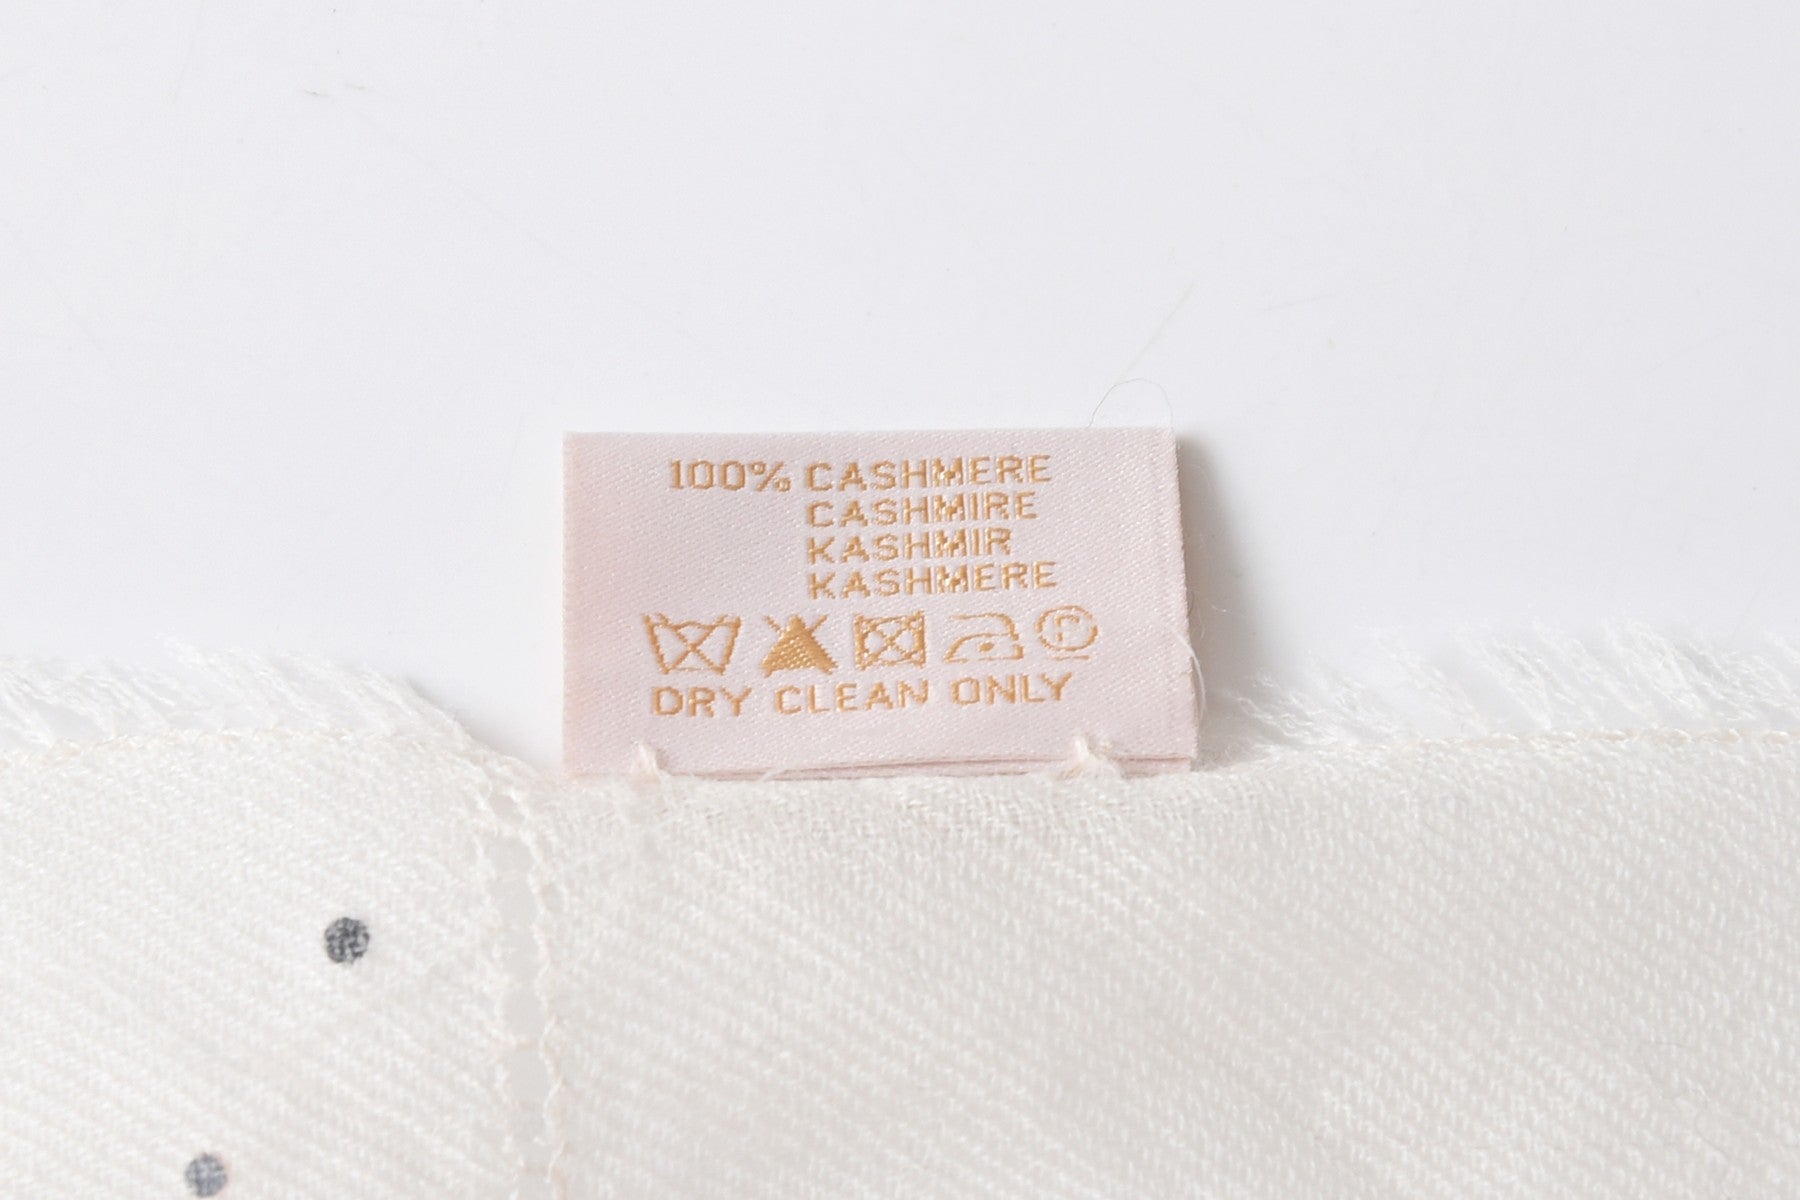 100% CASHMERE
CASHMIRE
KASHMIR
KASHMERE
P
DRY CLEAN ONLY